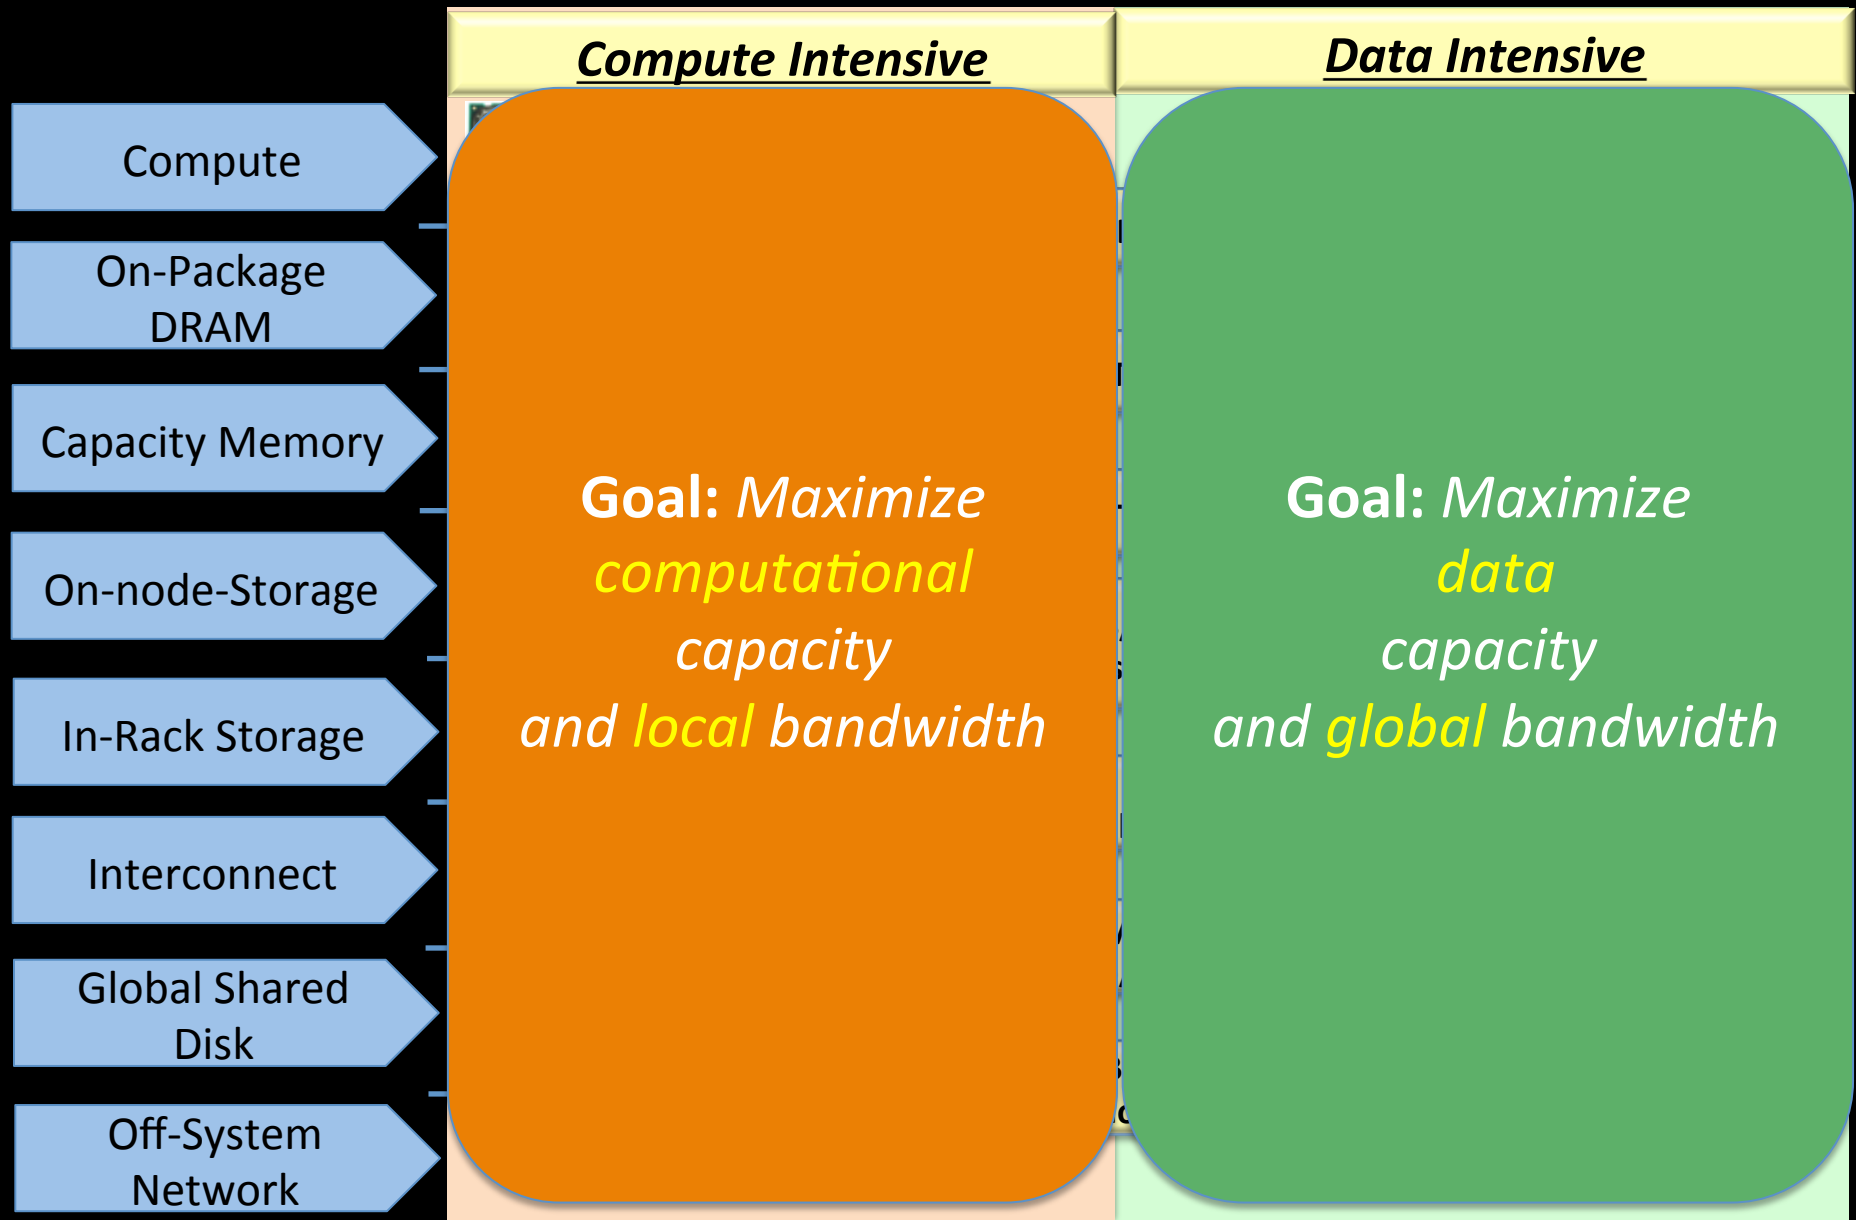 Compute Intensive
Data Intensive
Compute
On-Package
DRAM
Capacity Memory
On-node-Storage
In-Rack Storage
Interconnect
Global Shared
Disk
Off-System
Network
Goal: Maximize
computational
capacity
and local bandwidth
Goal: Maximize
data
capacity
and global bandwidth